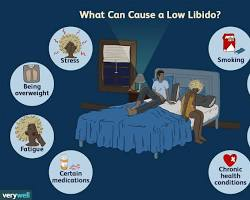 What Can Cause a Low Libido?
Stress
Smoking
Being
overweight
Fatigue
Certain
medications
Chronic
health
conditions
verywell